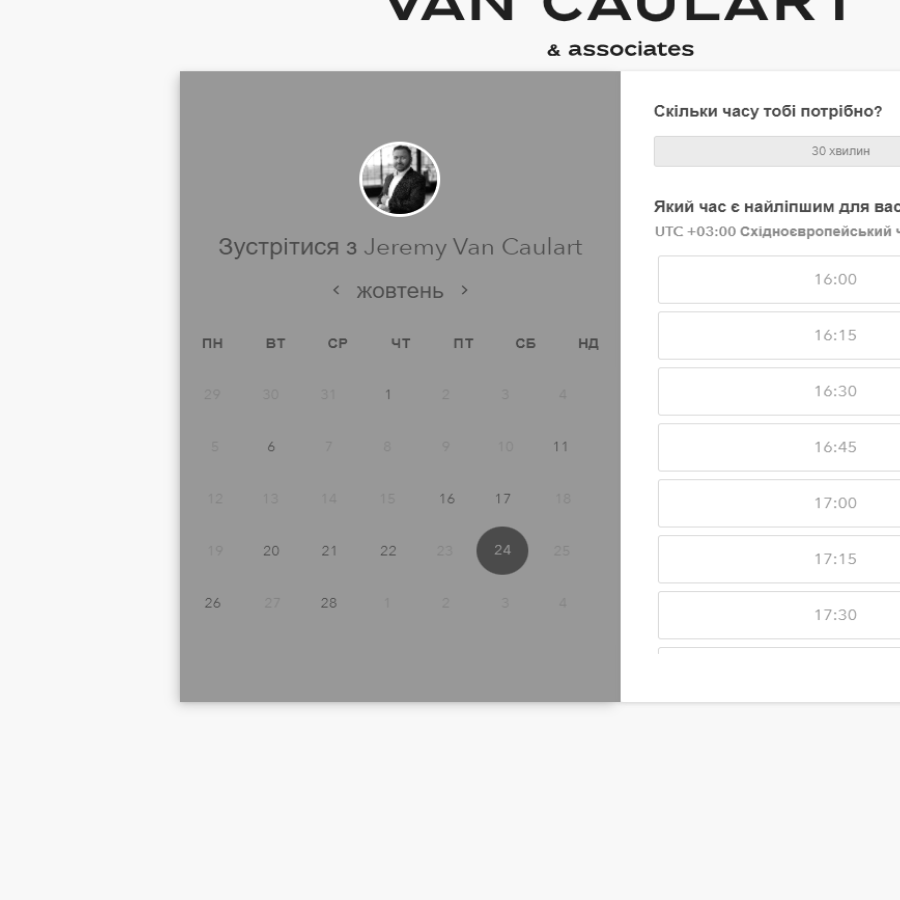 VAN CAULART
& associates
Зустрітися з Jeremy Van Caulart
жовтень
ПН ВТ СР ЧТ ПТ СБ НД
29 30 31 1 2 3 4
5 6 7 8 9 10 11
12 13 14 15 16 17 18
19 20 21 22 23 24 25
26 27 28 1 2 3 4
Скільки часу тобі потрібно?
30 хвилин
Який час є найліпшим для вас
UTC +03:00 Східноєвропейський
16:00
16:15
16:30
16:45
17:00
17:15
17:30